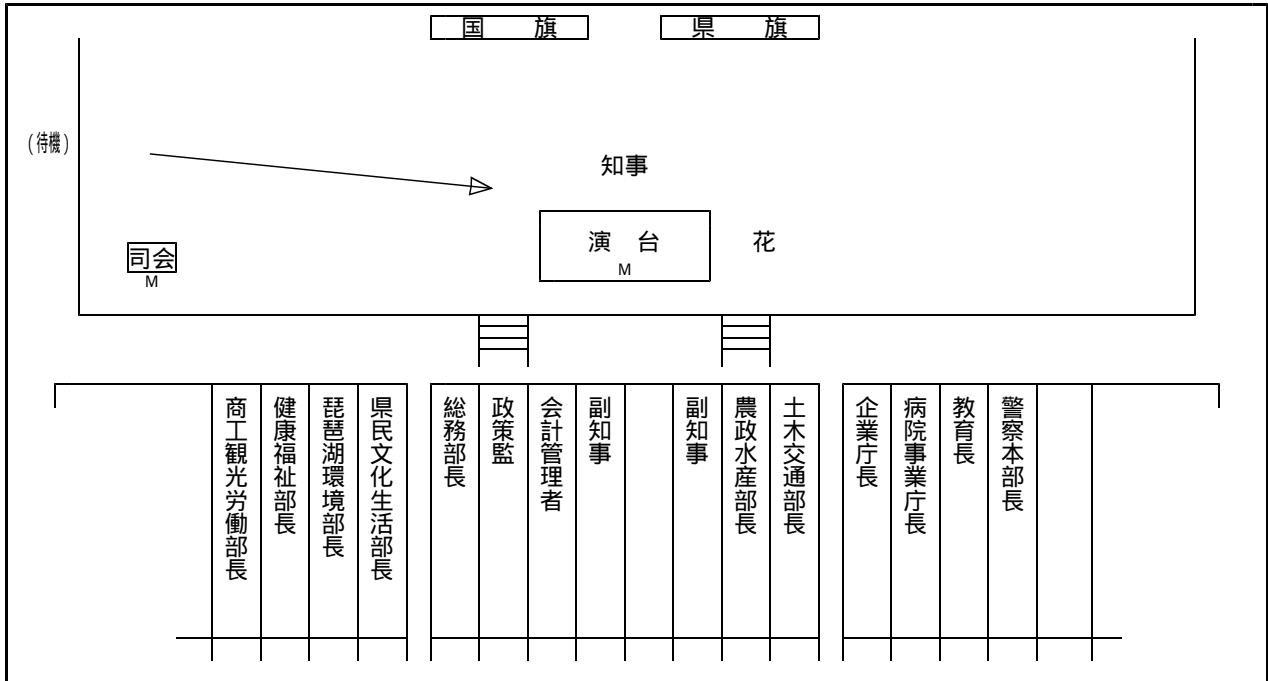 国　旗
県　旗
（待機）
知事
演　台
M
花
司会
M
商工観光労働部長
健康福祉部長
琵琶湖環境部長
県民文化生活部長
総務部長
政策監
会計管理者
副知事
副知事
農政水産部長
土木交通部長
企業庁長
病院事業庁長
教育長
警察本部長